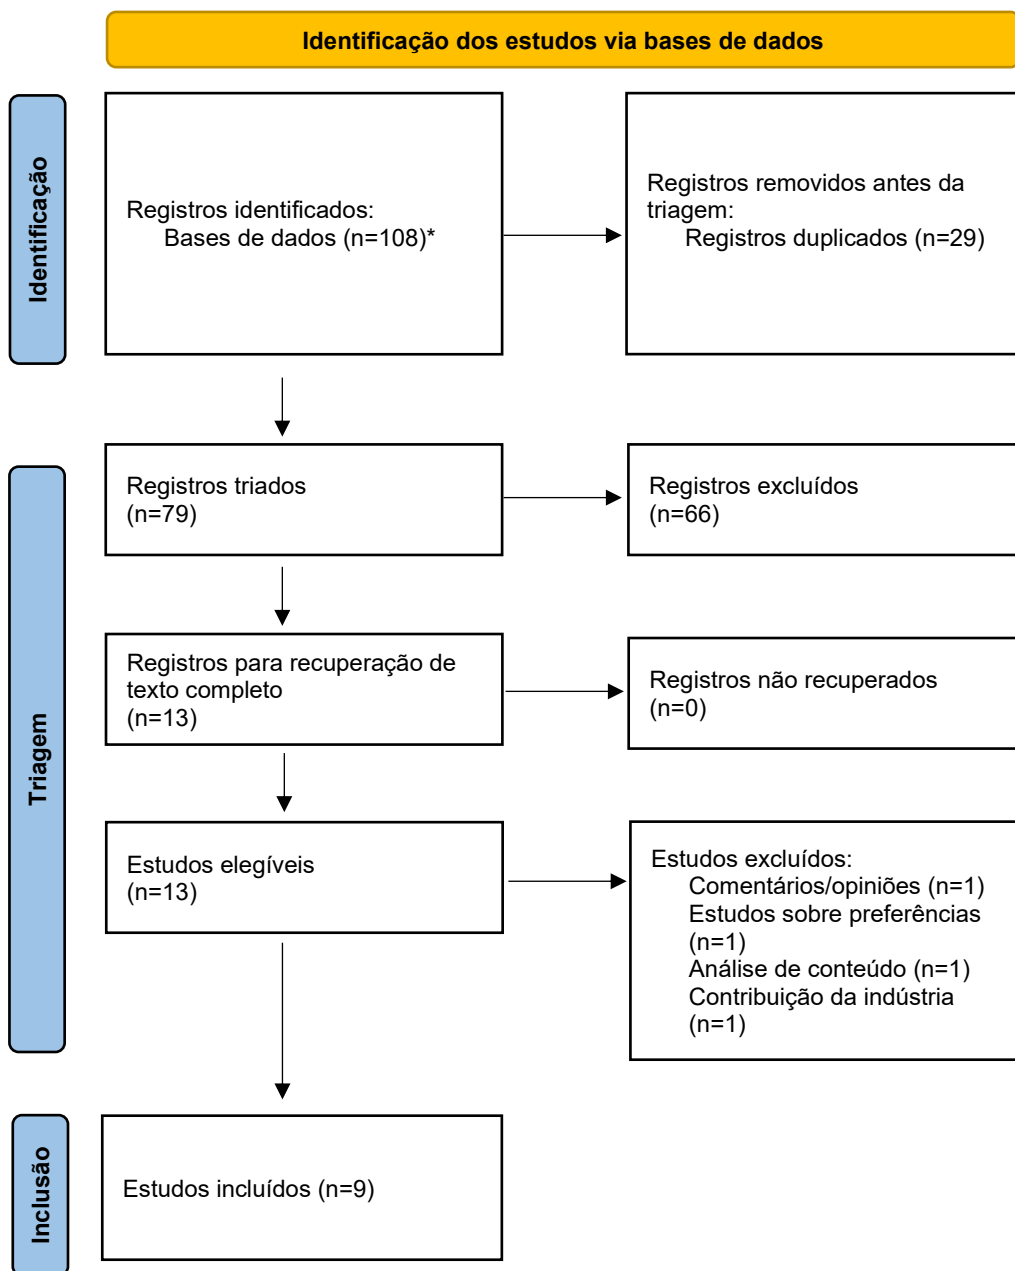 Identificação dos estudos via bases de dados
Identificação
Registros identificados:
Bases de dados (n=108)*
Registros removidos antes da
triagem:
Registros duplicados (n=29)
Triagem
Registros triados
(n=79)
Registros excluídos
(n=66)
Registros para recuperação de
texto completo
(n=13)
Registros não recuperados
(n=0)
Estudos elegíveis
(n=13)
Estudos excluídos:
Comentários/opiniões (n=1)
Estudos sobre preferências
(n=1)
Análise de conteúdo (n=1)
Contribuição da indústria
(n=1)
Inclusão
Estudos incluídos (n=9)